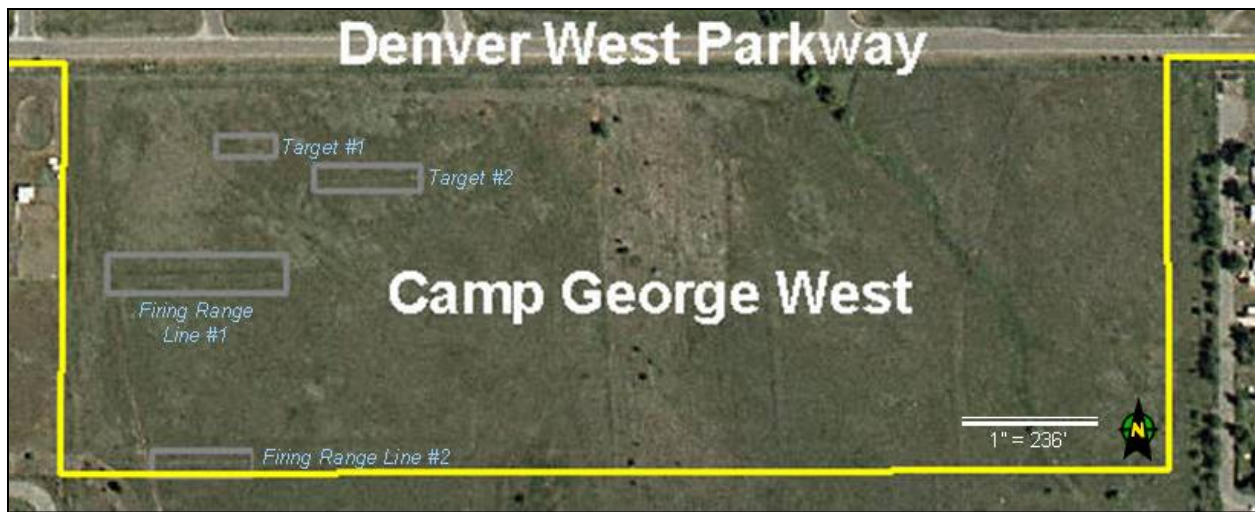 Denver West Parkway
Target #1
Target #2
Camp George West
Firing Range
Line #1
1" = 236'
N
Firing Range Line #2